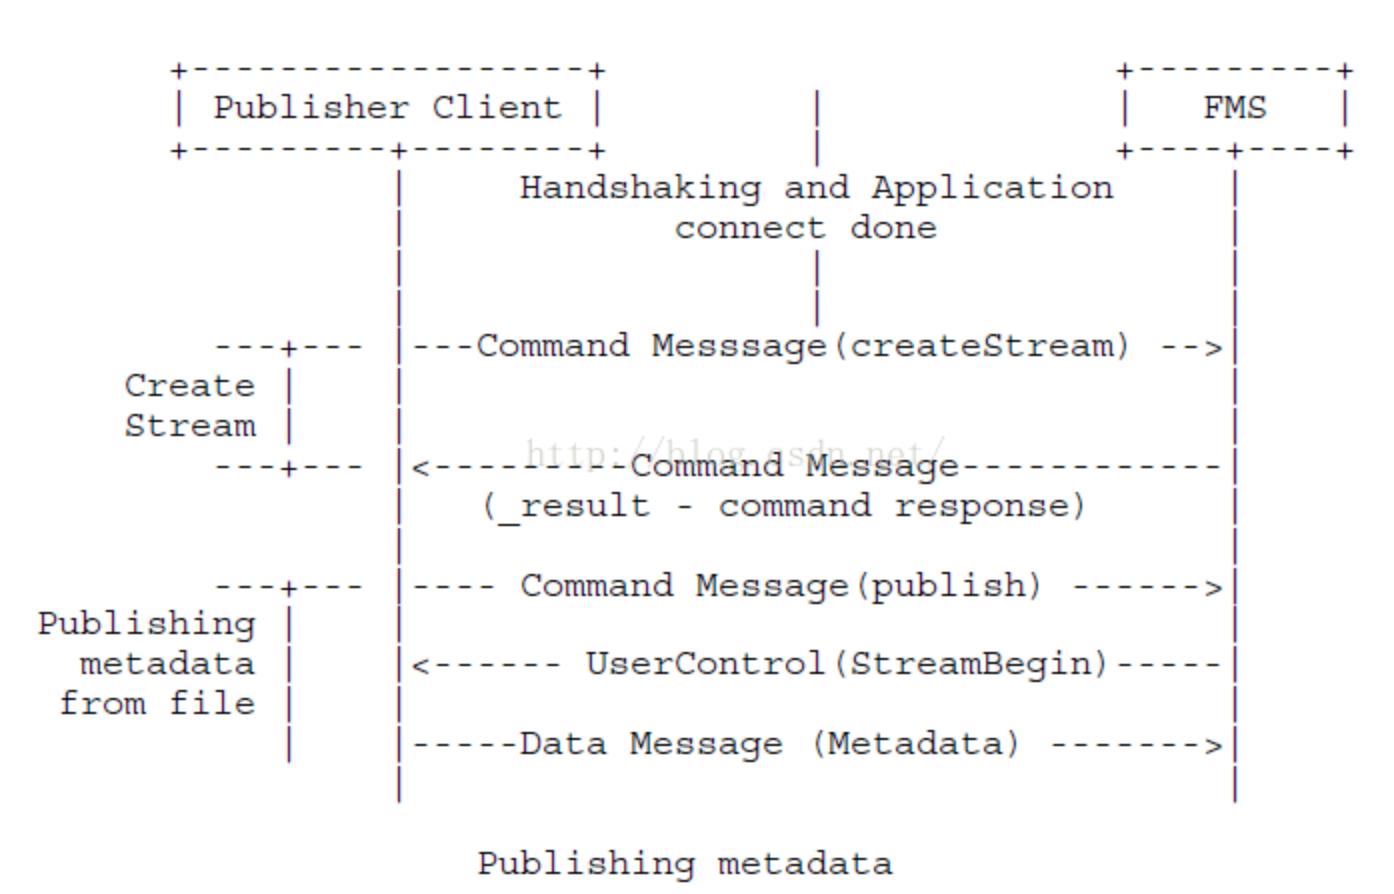 +------------------+ +---------+
| Publisher Client | | | FMS |
+---------+--------+ | +----+----+
| Handshaking and Application |
| connect done |
| | |
| | |
---+--- |---Command Messsage(createStream) -->|
Create | | |
Stream | | |
http://blog.csdn.net/
---+--- |<----------Command Message------------|
| (_result - command response) |
| |
---+--- |---- Command Message(publish) ------>|
Publishing | | |
metadata | |<------ UserControl(StreamBegin)-----|
from file | | |
| |-----Data Message (Metadata) ------->|
| |
Publishing metadata